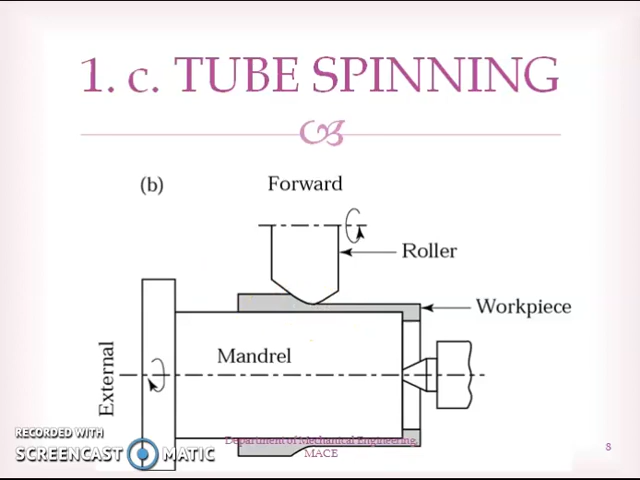 1. c. TUBE SPINNING
(b)
Forward
Roller
Workpiece
Mandrel
External
Department of Mechanical Engineering,
MACE
8
RECORDED WITH
SCREENCAST MATIC